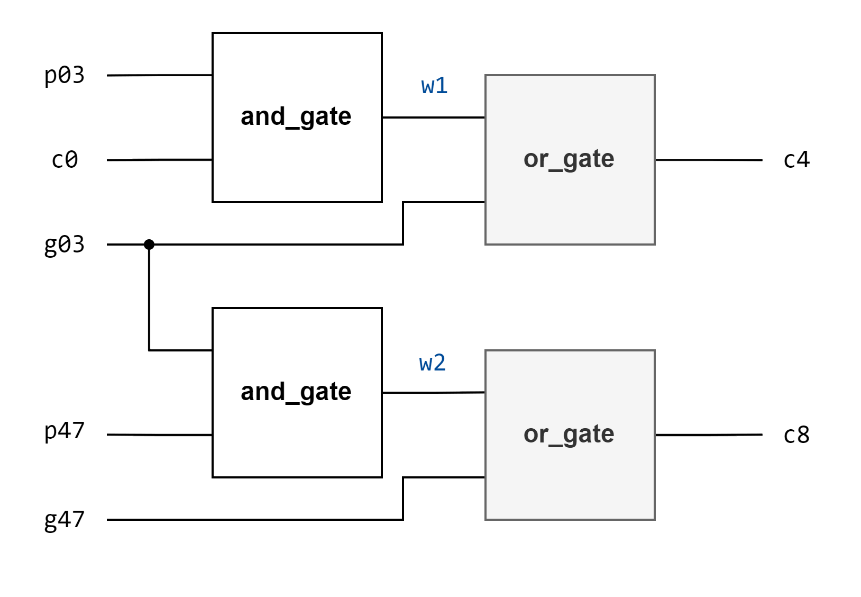 p03
and_gate
w1
or_gate
c0
c4
g03
and_gate
w2
or_gate
p47
c8
g47